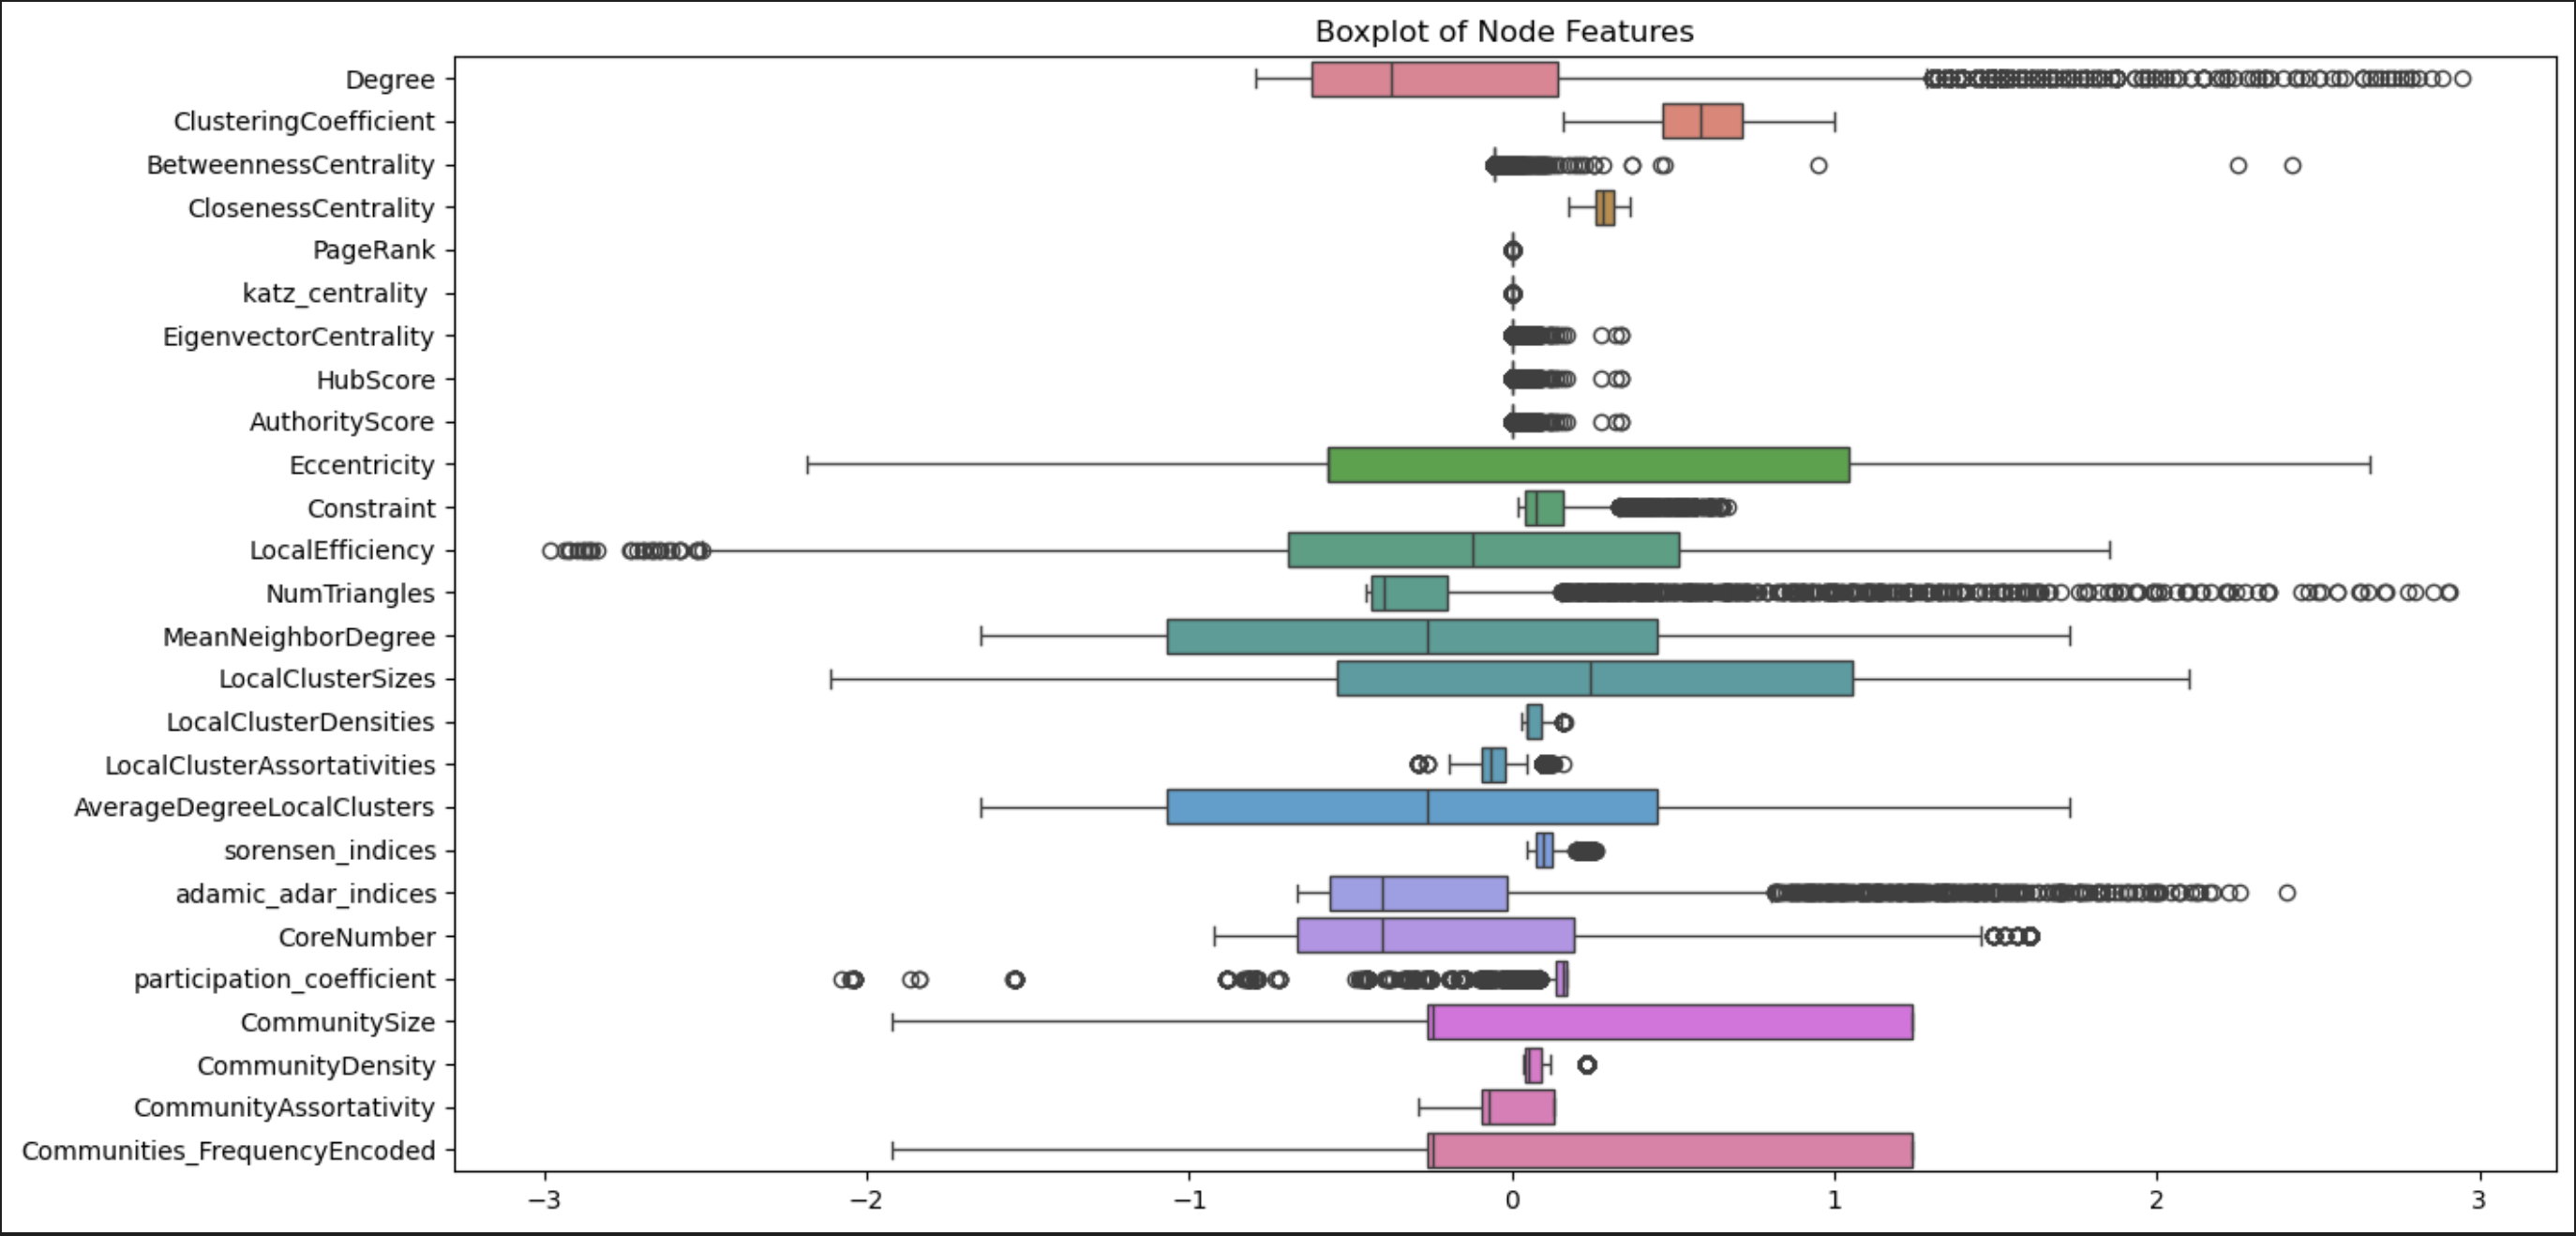 Boxplot of Node Features
Degree
ClusteringCoefficient
BetweennessCentrality
ClosenessCentrality
PageRank
katz_centrality
EigenvectorCentrality
HubScore
AuthorityScore
Eccentricity
Constraint
LocalEfficiency
NumTriangles
MeanNeighborDegree
LocalClusterSizes
LocalClusterDensities
LocalClusterAssortativities
AverageDegreeLocalClusters
sorensen_indices
adamic_adar_indices
CoreNumber
participation_coefficient
CommunitySize
CommunityDensity
CommunityAssortativity
Communities_FrequencyEncoded
−3 −2 −1 0 1 2 3